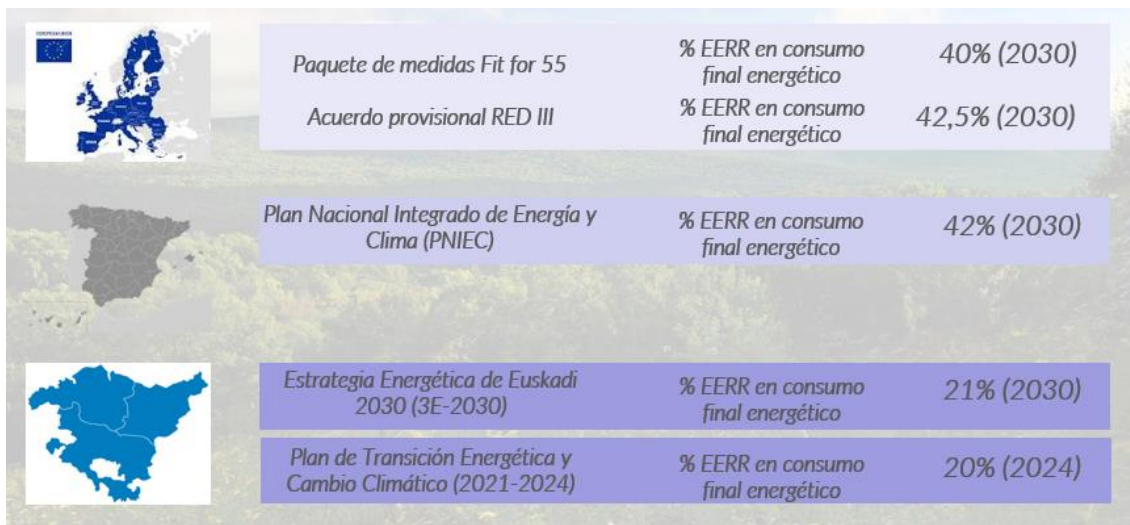 Paquete de medidas Fit for 55
% EERR en consumo
final energético
40% (2030)
Acuerdo provisional RED III
% EERR en consumo
final energético
42,5% (2030)
Plan Nacional Integrado de Energía y
Clima (PNIEC)
% EERR en consumo
final energético
42% (2030)
Estrategia Energética de Euskadi
2030 (3E-2030)
% EERR en consumo
final energético
21% (2030)
Plan de Transición Energética y
Cambio Climático (2021-2024)
% EERR en consumo
final energético
20% (2024)